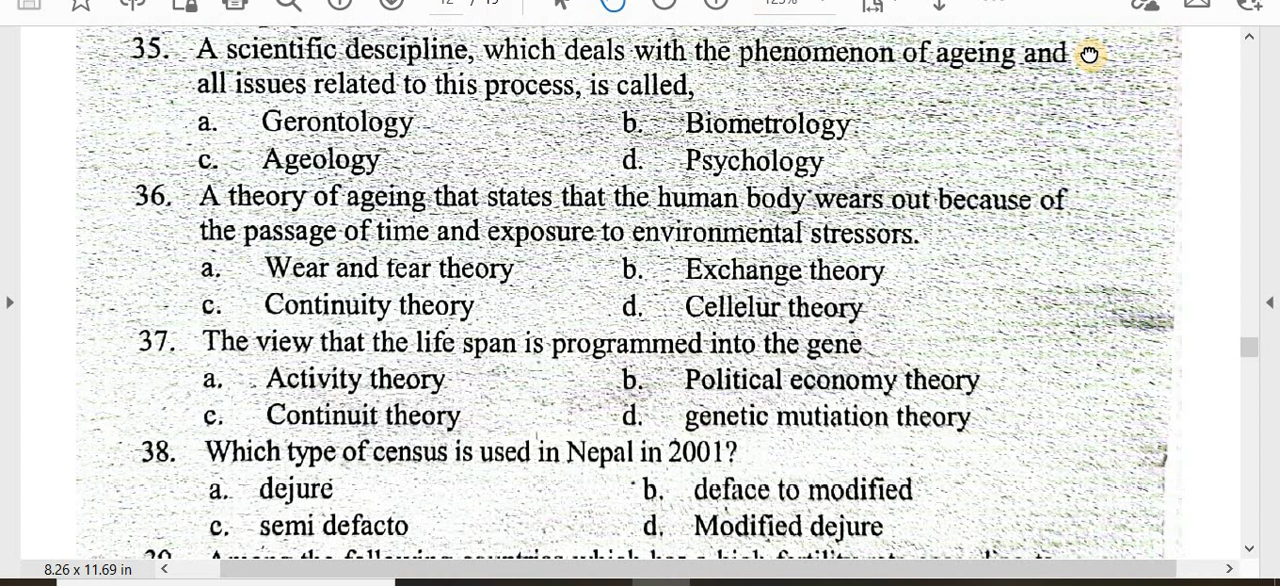 35. A scientific descipline, which deals with the phenomenon of ageing and
all issues related to this process, is called,
a. Gerontology b. Biometrology
c. Ageology d. Psychology
36. A theory of ageing that states that the human body wears out because of
the passage of time and exposure to environmental stressors.
a. Wear and tear theory b. Exchange theory
c. Continuity theory d. Cellelur theory
37. The view that the life span is programmed into the gene
a. Activity theory b. Political economy theory
c. Continuit theory d. genetic mutiation theory
38. Which type of census is used in Nepal in 2001?
a. dejure b. deface to modified
c. semi defacto d. Modified dejure
8.26 x 11.69 in